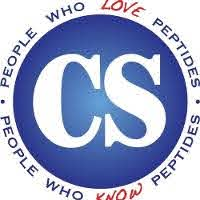 • PEOPLE WHO LOVE PEPTIDES •
CS
PEOPLE WHO KNOW PEPTIDES